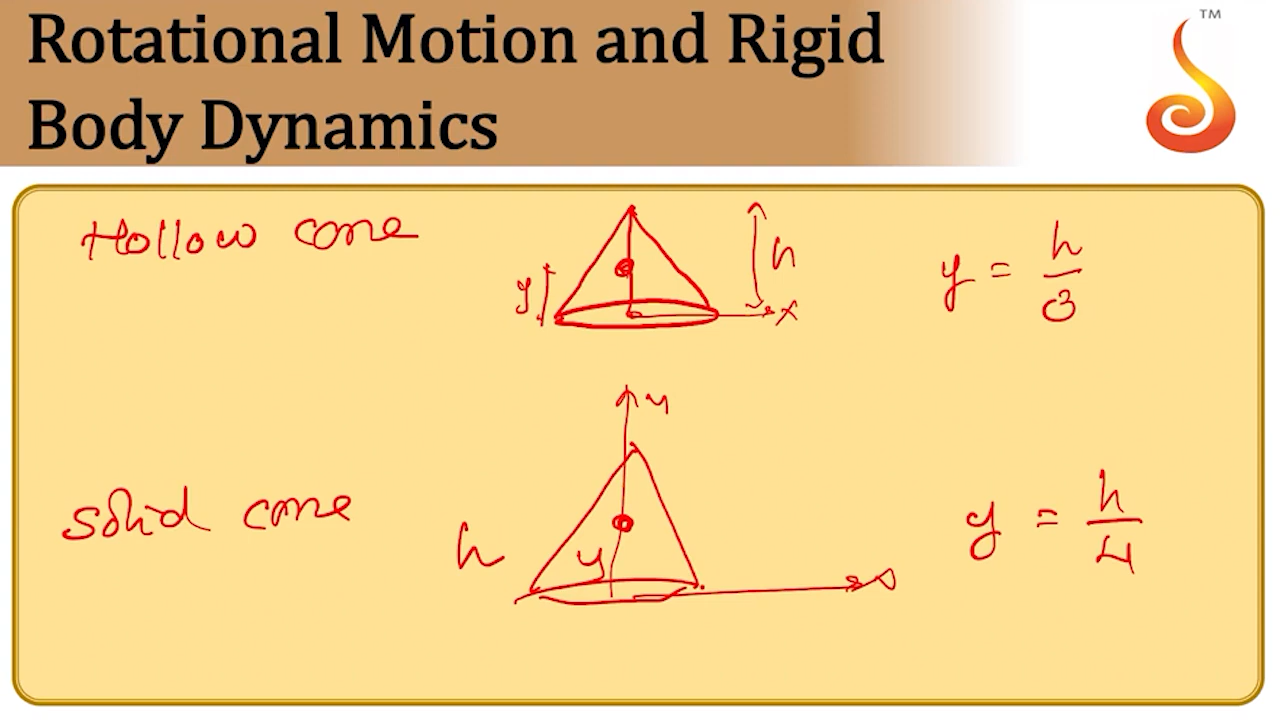 Rotational Motion and Rigid
Body Dynamics
TM
Hollow cone
h
y
x
y = h/3
y
solid cone
h
y
y = h/4